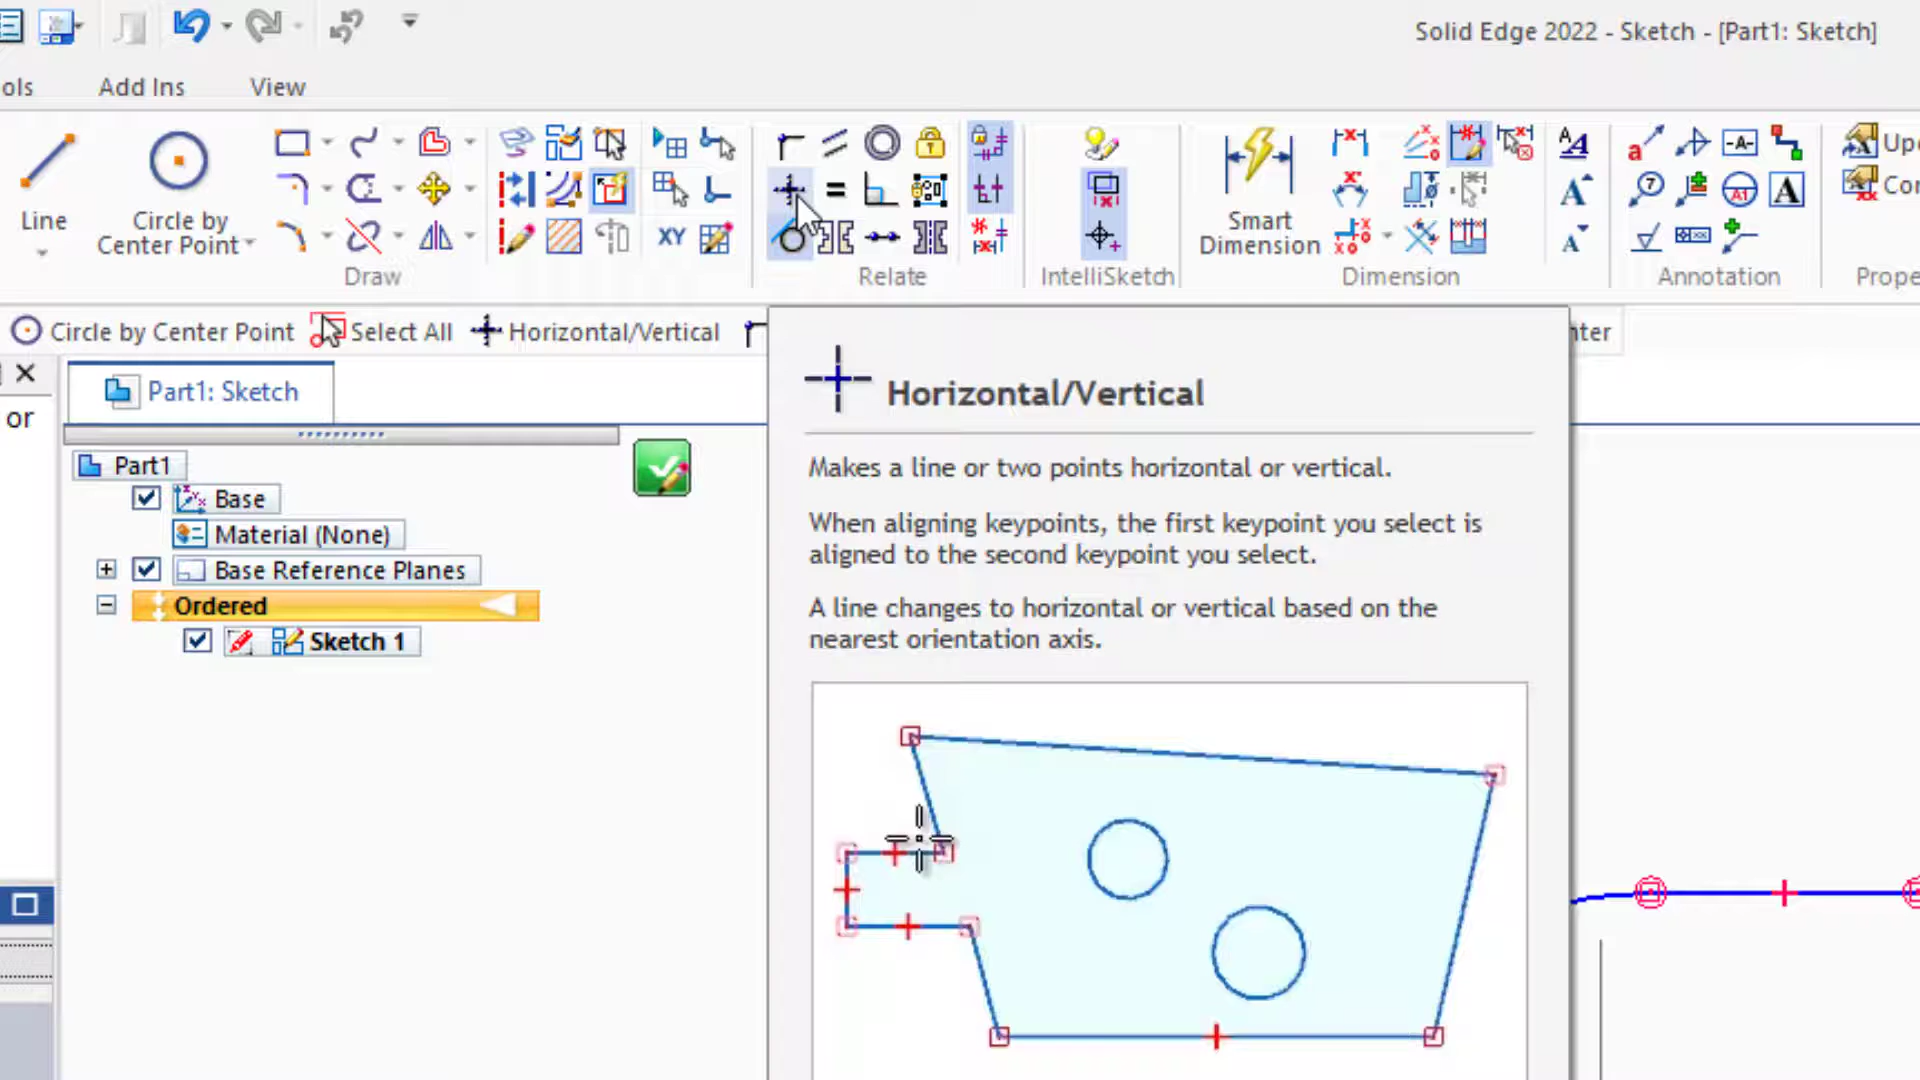 Solid Edge 2022 - Sketch - [Part1: Sketch]
ols
Add Ins
View
Line
Circle by
Center Point
Draw
XY
Relate
IntelliSketch
Smart
Dimension
Dimension
Annotation
Upd
Con
Prope
Circle by Center Point
Select All
Horizontal/Vertical
nter
or
Part1: Sketch
Part1
Base
Material (None)
Base Reference Planes
Ordered
Sketch 1
Horizontal/Vertical
Makes a line or two points horizontal or vertical.
When aligning keypoints, the first keypoint you select is
aligned to the second keypoint you select.
A line changes to horizontal or vertical based on the
nearest orientation axis.